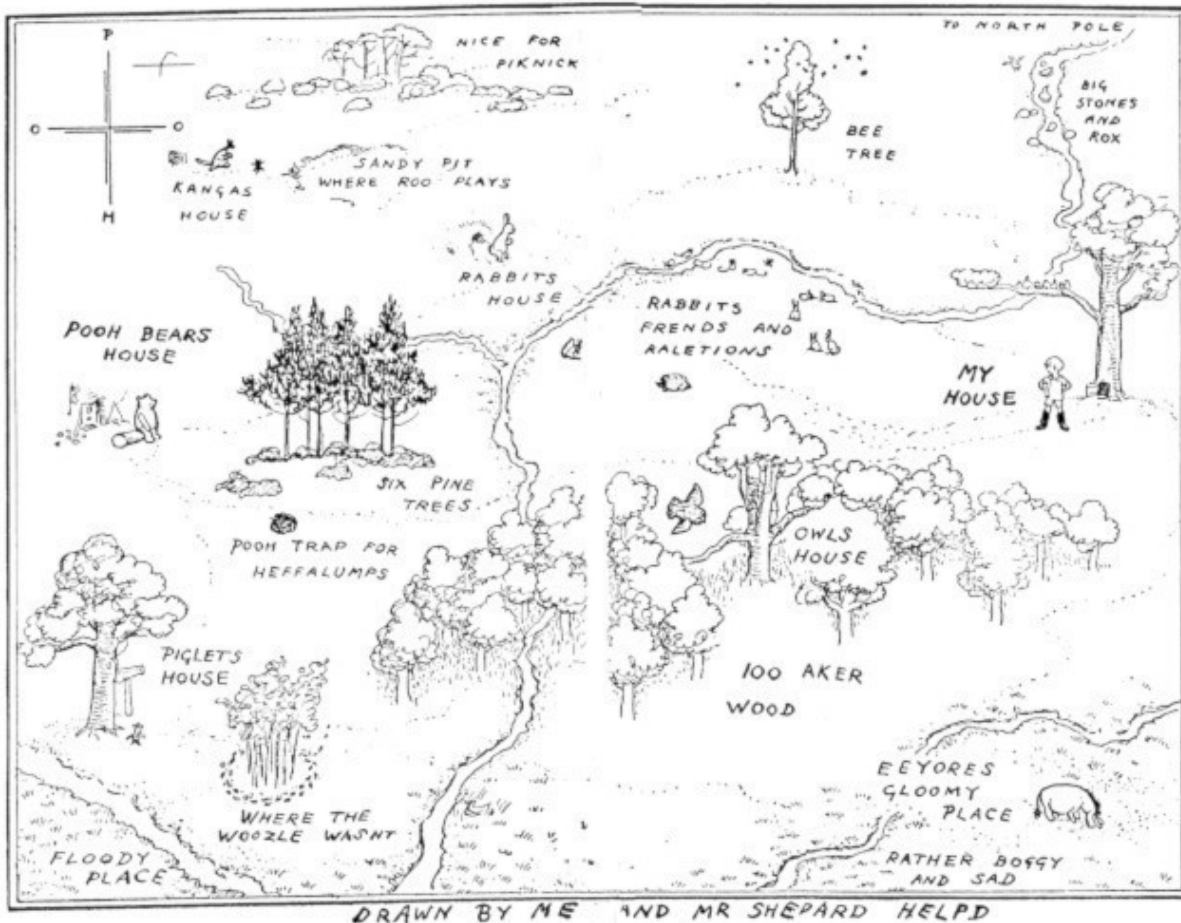 P
O O
H
NICE FOR
PIKNICK
TO NORTH POLE
BIG
STONES
AND
ROX
BEE
TREE
KANGAS
HOUSE
SANDY PIT
WHERE ROO PLAYS
RABBITS
HOUSE
RABBITS
FRENDS AND
RALETIONS
POOH BEARS
HOUSE
MY
HOUSE
SIX PINE
TREES
POOH TRAP FOR
HEFFALUMPS
OWLS
HOUSE
PIGLETS
HOUSE
100 AKER
WOOD
WHERE THE
WOOZLE WASNT
FLOODY
PLACE
EEYORES
GLOOMY
PLACE
RATHER BOGGY
AND SAD
DRAWN BY ME AND MR SHEPARD HELPD